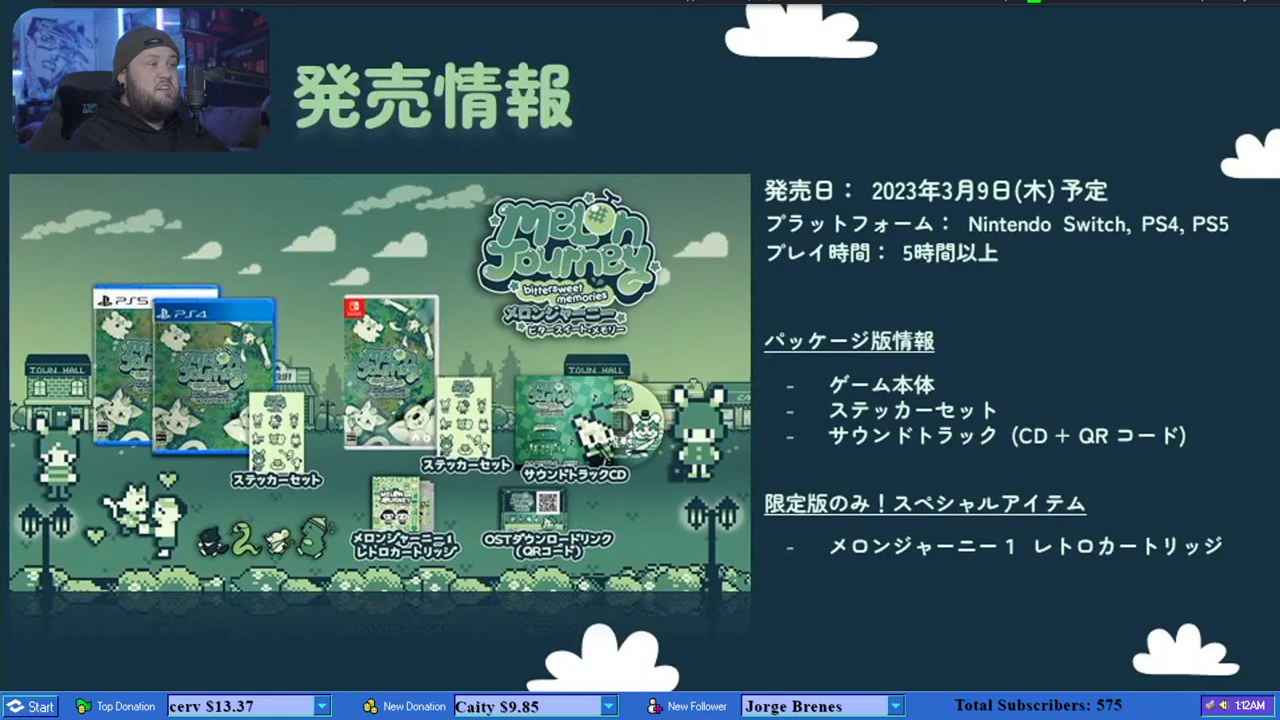 発売情報
発売日： 2023年3月9日(木) 予定
プラットフォーム： Nintendo Switch, PS4, PS5
プレイ時間： 5時間以上
パッケージ版情報
- ゲーム本体
- ステッカーセット
- サウンドトラック (CD + QR コード)
限定版のみ！スペシャルアイテム
- メロンジャーニー１ レトロカートリッジ
Melon Journey
bittersweet memories
メロンジャーニー
ビタースイート・メモリー
PS5
PS4
TOWN HALL
TOWN HALL
ステッカーセット
ステッカーセット
サウンドトラックCD
メロンジャーニー1
レトロカートリッジ
OSTダウンロードリンク
(QRコード)
Start
Top Donation
cerv $13.37
New Donation
Caity $9.85
New Follower
Jorge Brenes
Total Subscribers: 575
1:12AM